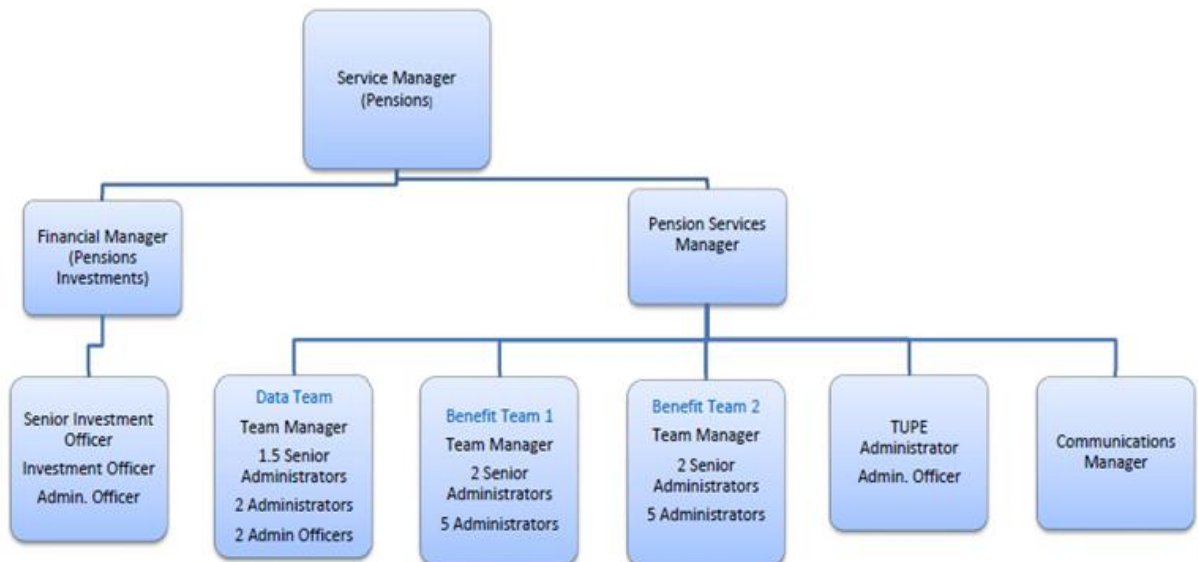 Service Manager
(Pensions)
Financial Manager
(Pensions
Investments)
Pension Services
Manager
Senior Investment
Officer
Investment Officer
Admin. Officer
Data Team
Team Manager
1.5 Senior
Administrators
2 Administrators
2 Admin Officers
Benefit Team 1
Team Manager
2 Senior
Administrators
5 Administrators
Benefit Team 2
Team Manager
2 Senior
Administrators
5 Administrators
TUPE
Administrator
Admin. Officer
Communications
Manager